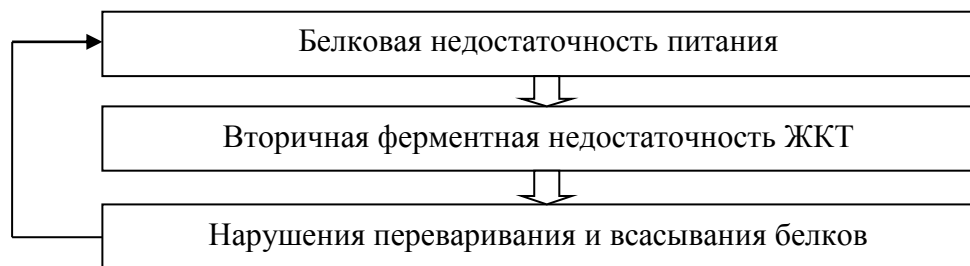 Белковая недостаточность питания
Вторичная ферментная недостаточность ЖКТ
Нарушения переваривания и всасывания белков